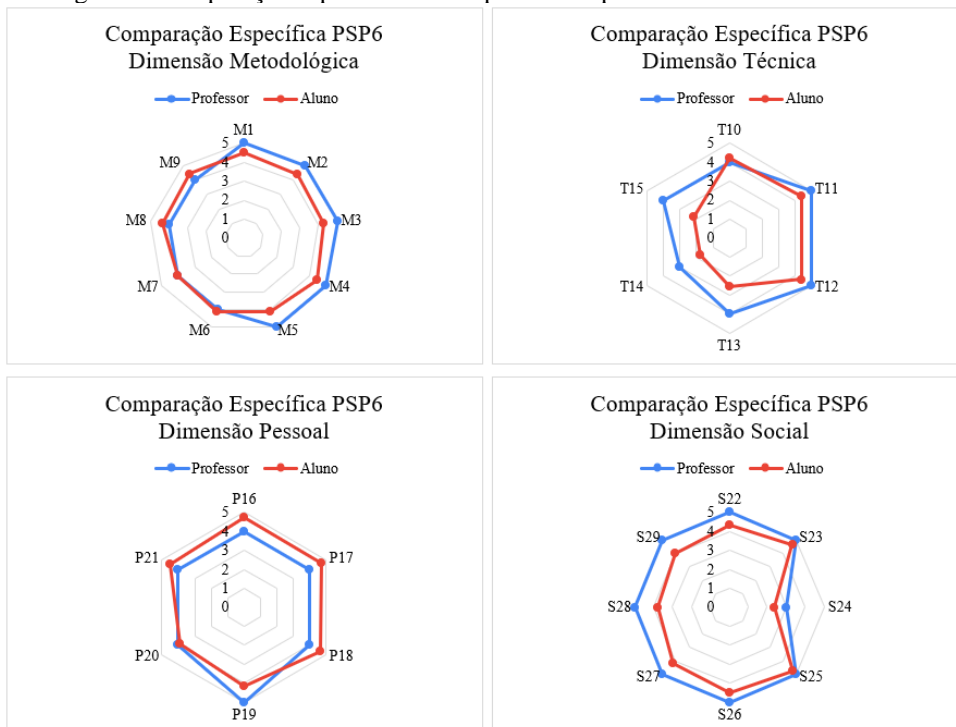 Comparação Específica PSP6
Dimensão Metodológica
Professor Aluno
M1
M2
M3
M4
M5
M6
M7
M8
M9
5
4
3
2
1
0
Comparação Específica PSP6
Dimensão Técnica
Professor Aluno
T10
T11
T12
T13
T14
T15
5
4
3
2
1
0
Comparação Específica PSP6
Dimensão Pessoal
Professor Aluno
P16
P17
P18
P19
P20
P21
5
4
3
2
1
0
Comparação Específica PSP6
Dimensão Social
Professor Aluno
S22
S23
S24
S25
S26
S27
S28
S29
5
4
3
2
1
0